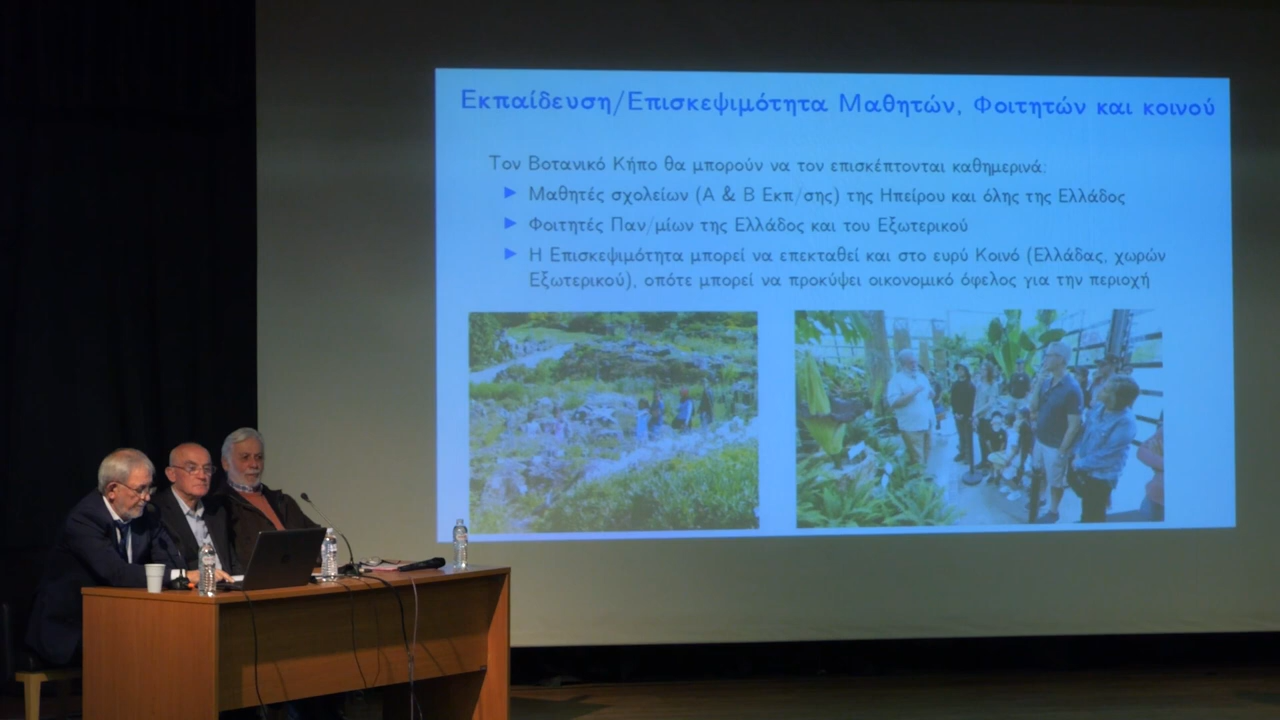 Εκπαίδευση/Επισκεψιμότητα Μαθητών, Φοιτητών και κοινού
Τον Βοτανικό Κήπο θα μπορούν να τον επισκέπτονται καθημερινά:
Μαθητές σχολείων (Α & Β Εκπ/σης) της Ηπείρου και όλης της Ελλάδος
Φοιτητές Παν/μίων της Ελλάδος και του Εξωτερικού
Η Επισκεψιμότητα μπορεί να επεκταθεί και στο ευρύ Κοινό (Ελλάδας, χωρών
Εξωτερικού), οπότε μπορεί να προκύψει οικονομικό όφελος για την περιοχή